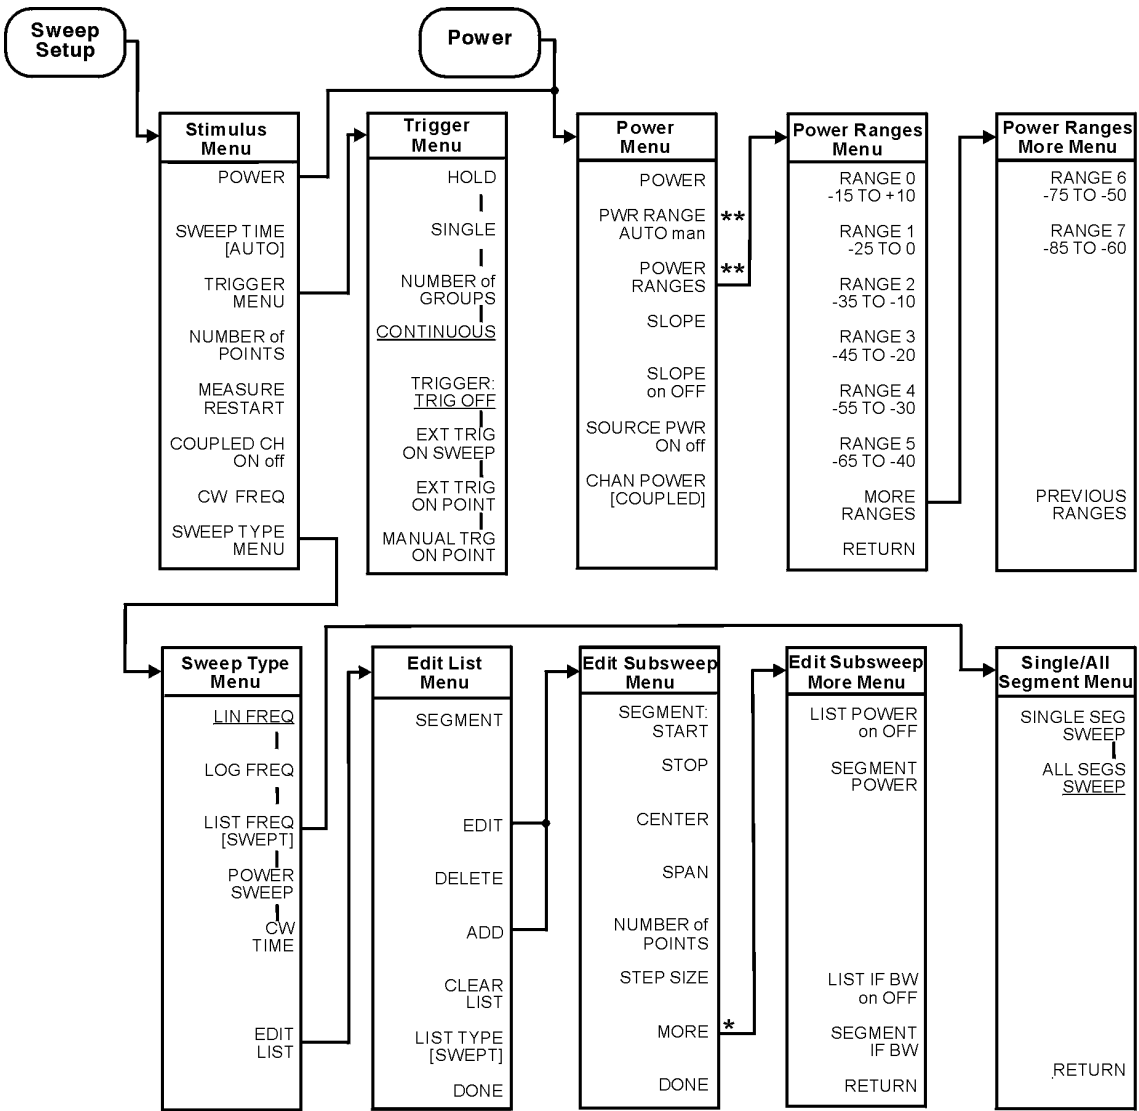 Sweep
Setup
Power
Stimulus
Menu
POWER
SWEEP TIME
[AUTO]
TRIGGER
MENU
NUMBER of
POINTS
MEASURE
RESTART
COUPLED CH
ON off
CW FREQ
SWEEP TYPE
MENU
Trigger
Menu
HOLD
SINGLE
NUMBER of
GROUPS
CONTINUOUS
TRIGGER:
TRIG OFF
EXT TRIG
ON SWEEP
EXT TRIG
ON POINT
MANUAL TRG
ON POINT
Power
Menu
POWER
PWR RANGE
AUTO man
**
POWER
RANGES
**
SLOPE
SLOPE
on OFF
SOURCE PWR
ON off
CHAN POWER
[COUPLED]
Power Ranges
Menu
RANGE 0
-15 TO +10
RANGE 1
-25 TO 0
RANGE 2
-35 TO -10
RANGE 3
-45 TO -20
RANGE 4
-55 TO -30
RANGE 5
-65 TO -40
MORE
RANGES
RETURN
Power Ranges
More Menu
RANGE 6
-75 TO -50
RANGE 7
-85 TO -60
PREVIOUS
RANGES
Sweep Type
Menu
LIN FREQ
LOG FREQ
LIST FREQ
[SWEPT]
POWER
SWEEP
CW
TIME
EDIT
LIST
Edit List
Menu
SEGMENT
EDIT
DELETE
ADD
CLEAR
LIST
LIST TYPE
[SWEPT]
DONE
Edit Subsweep
Menu
SEGMENT:
START
STOP
CENTER
SPAN
NUMBER of
POINTS
STEP SIZE
MORE *
DONE
Edit Subsweep
More Menu
LIST POWER
on OFF
SEGMENT
POWER
LIST IF BW
on OFF
SEGMENT
IF BW
RETURN
Single/All
Segment Menu
SINGLE SEG
SWEEP
ALL SEGS
SWEEP
RETURN